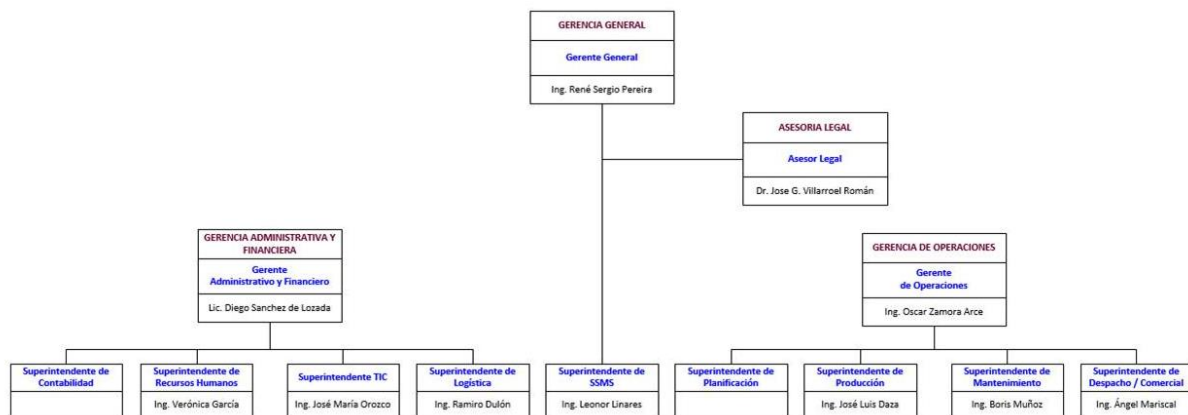 GERENCIA GENERAL
Gerente General
Ing. René Sergio Pereira
ASESORIA LEGAL
Asesor Legal
Dr. Jose G. Villarroel Román
GERENCIA ADMINISTRATIVA Y
FINANCIERA
Gerente
Administrativo y Financiero
Lic. Diego Sanchez de Lozada
GERENCIA DE OPERACIONES
Gerente
de Operaciones
Ing. Oscar Zamora Arce
Superintendente de
Contabilidad
Superintendente de
Recursos Humanos
Ing. Verónica García
Superintendente TIC
Ing. José María Orozco
Superintendente de
Logística
Ing. Ramiro Dulón
Superintendente de
SSMS
Ing. Leonor Linares
Superintendente de
Planificación
Superintendente de
Producción
Ing. José Luis Daza
Superintendente de
Mantenimiento
Ing. Boris Muñoz
Superintendente de
Despacho / Comercial
Ing. Ángel Mariscal